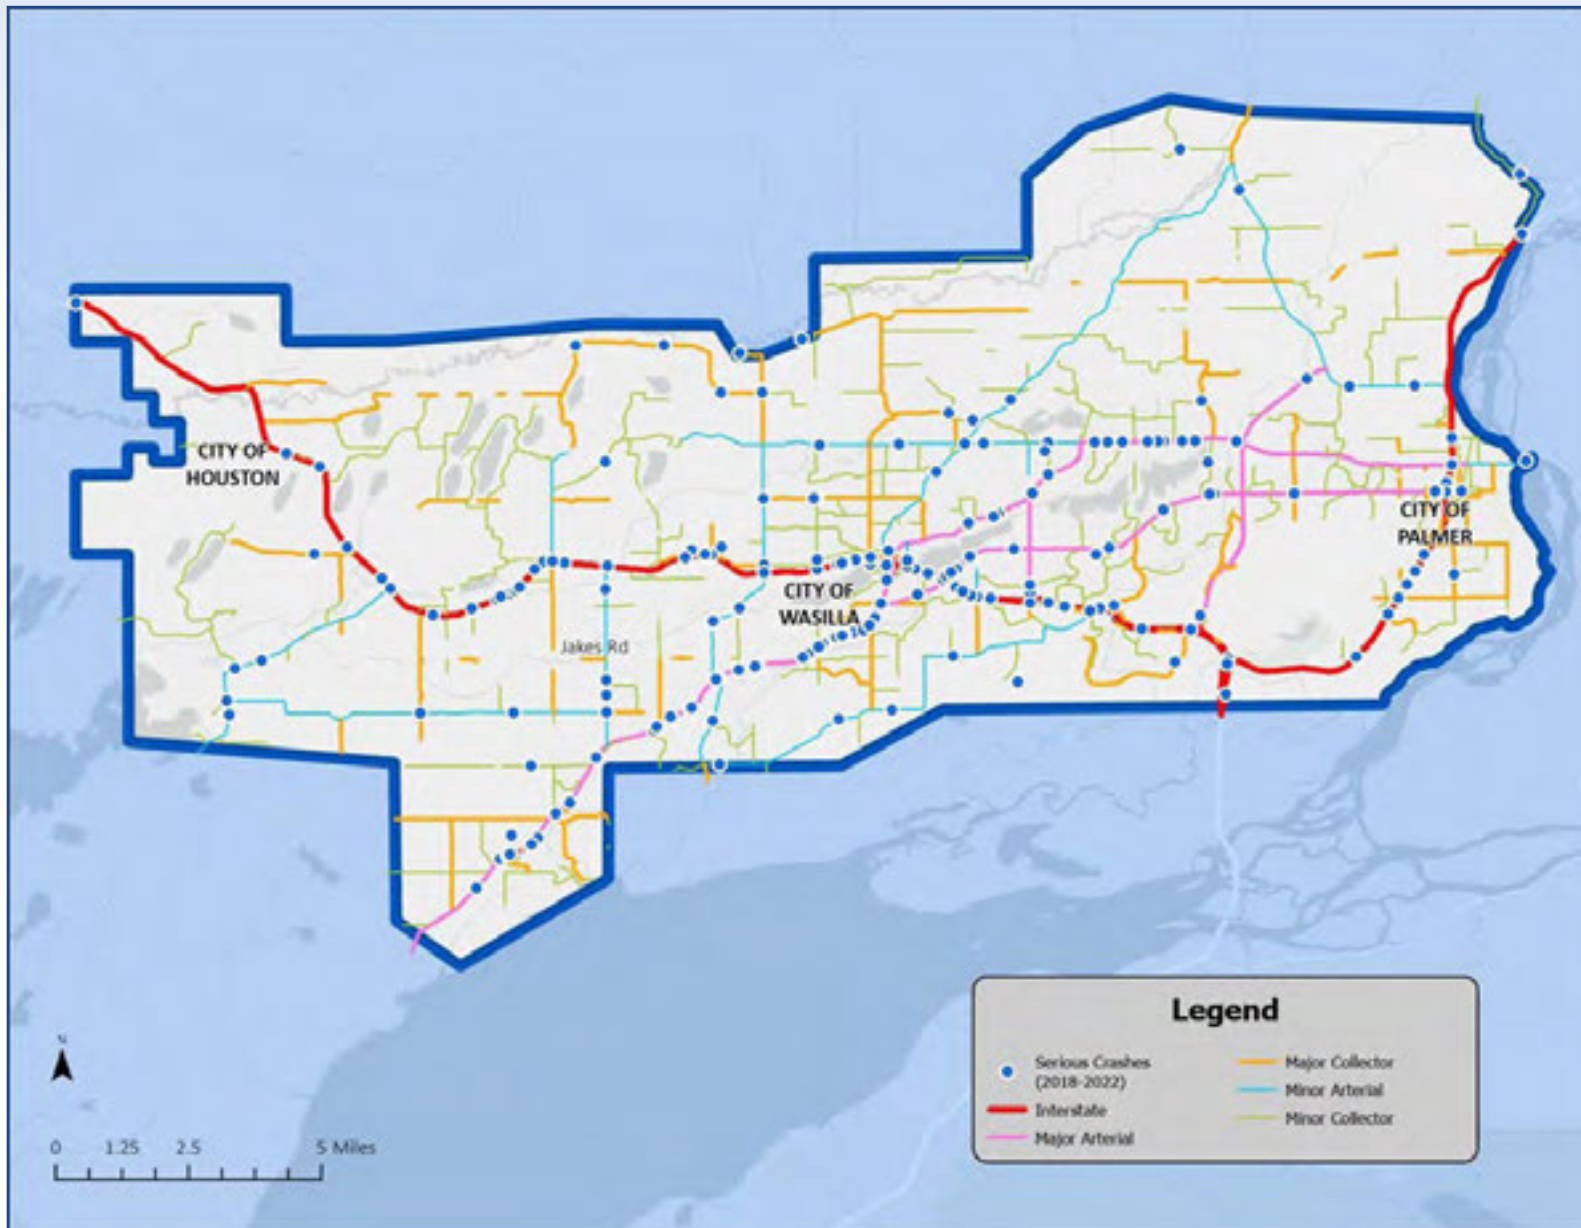 CITY OF
HOUSTON
CITY OF
PALMER
CITY OF
WASILLA
Jakes Rd
Legend
Serious Crashes
(2018-2022)
Interstate
Major Arterial
Major Collector
Minor Arterial
Minor Collector
N
0 1.25 2.5 5 Miles